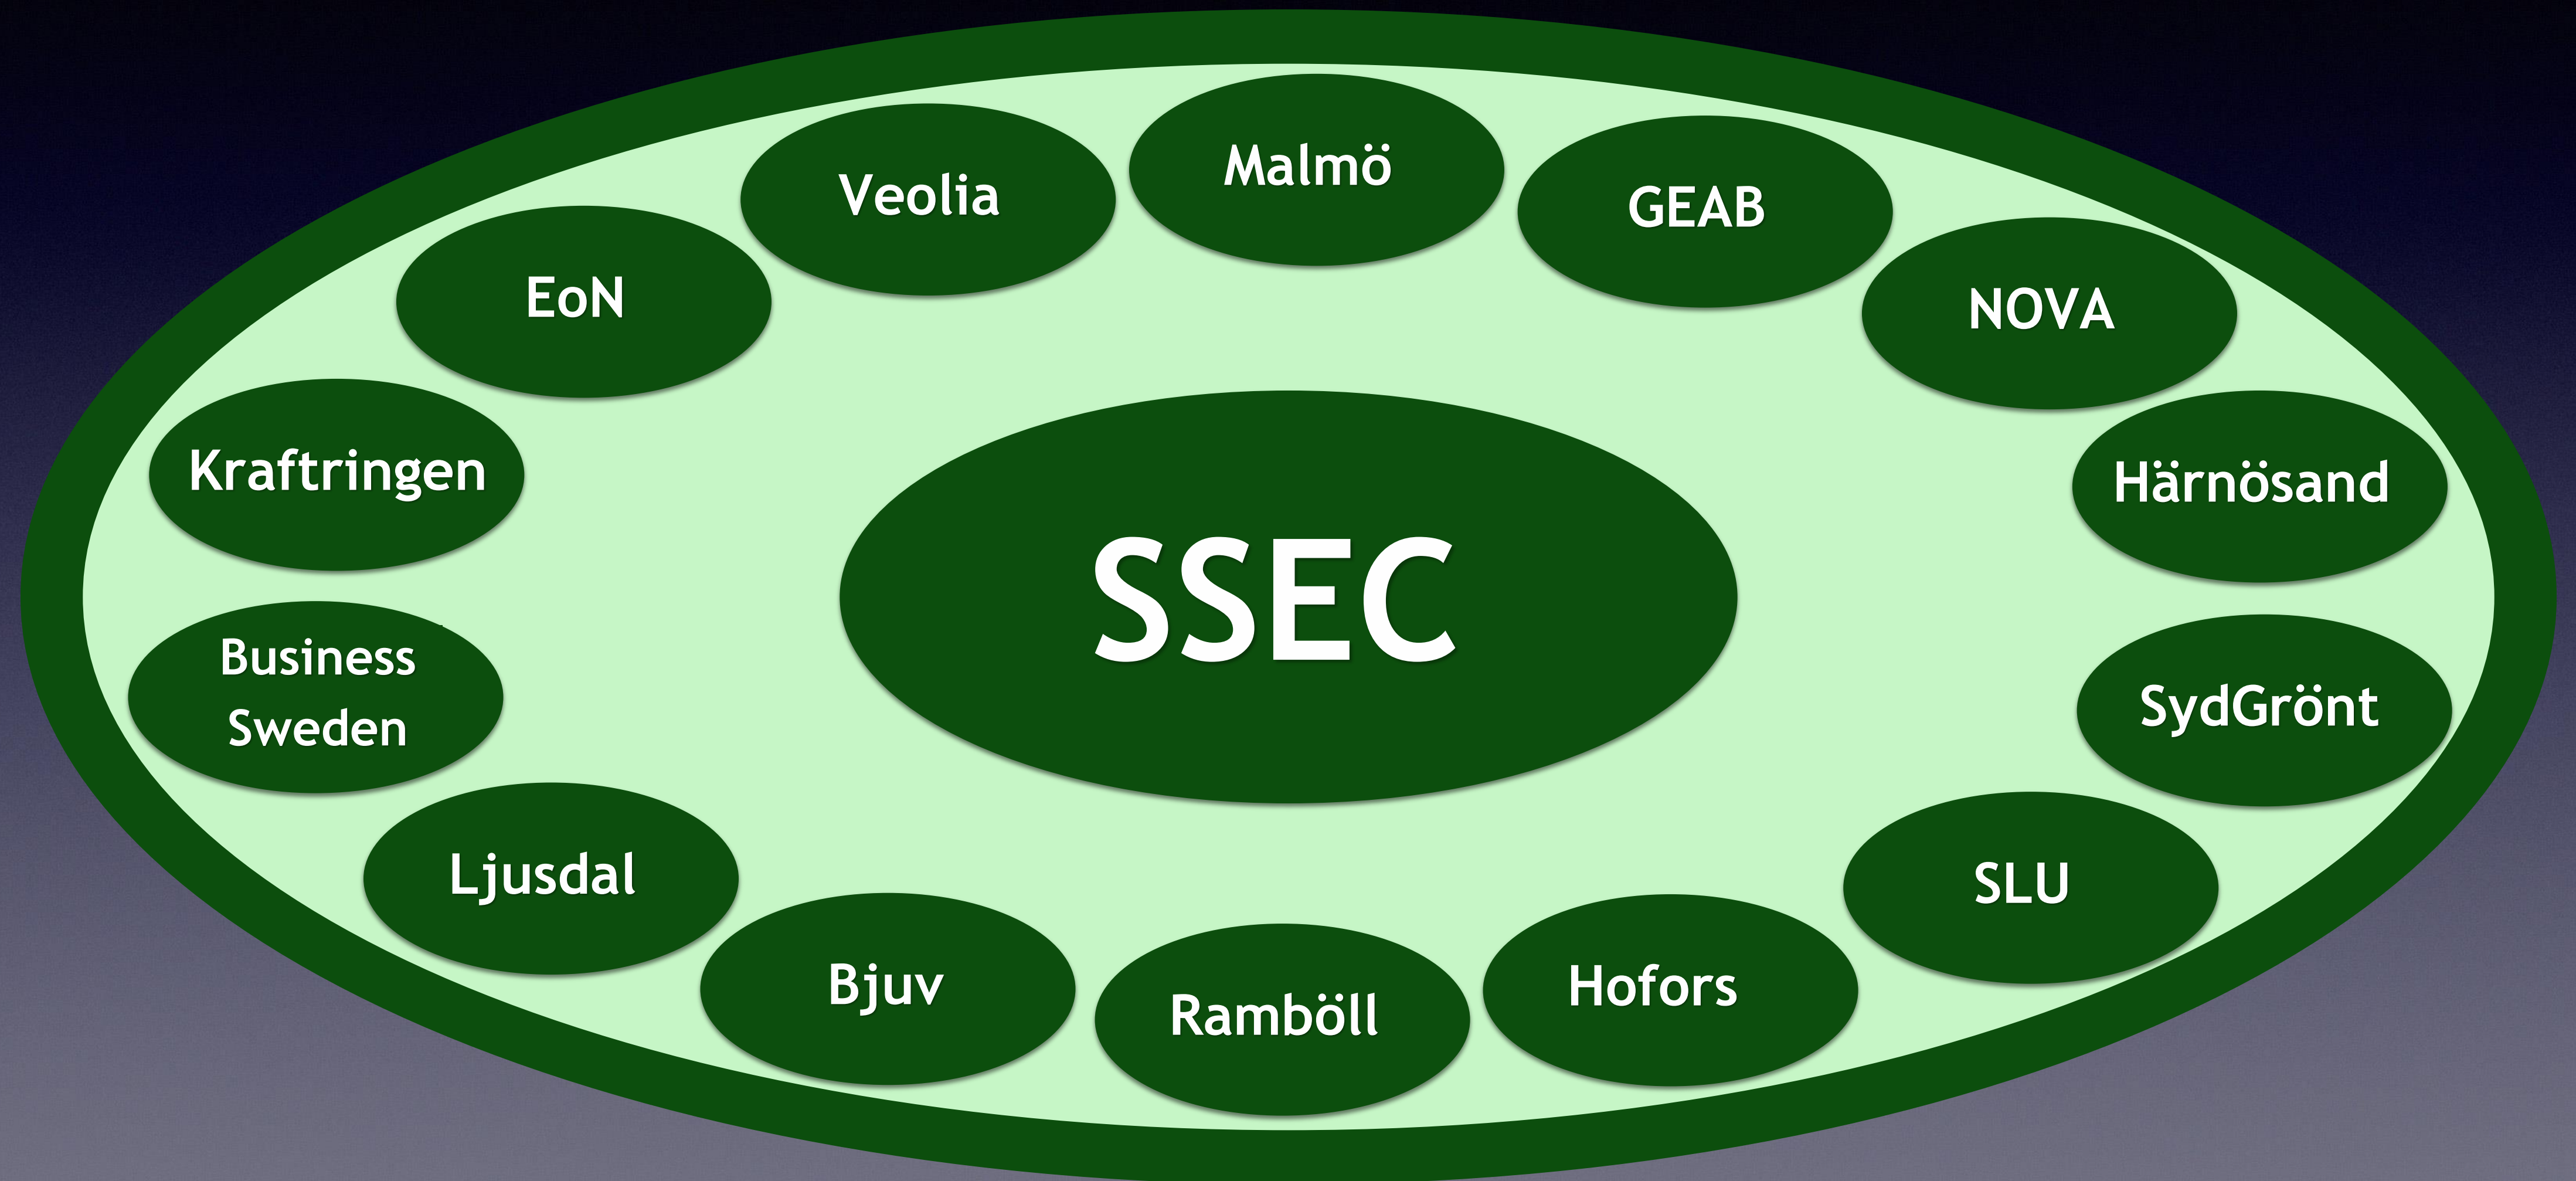 Malmö
Veolia
GEAB
EoN
NOVA
Kraftringen
Härnösand
SSEC
Business
Sweden
SydGrönt
Ljusdal
SLU
Bjuv
Hofors
Ramböll